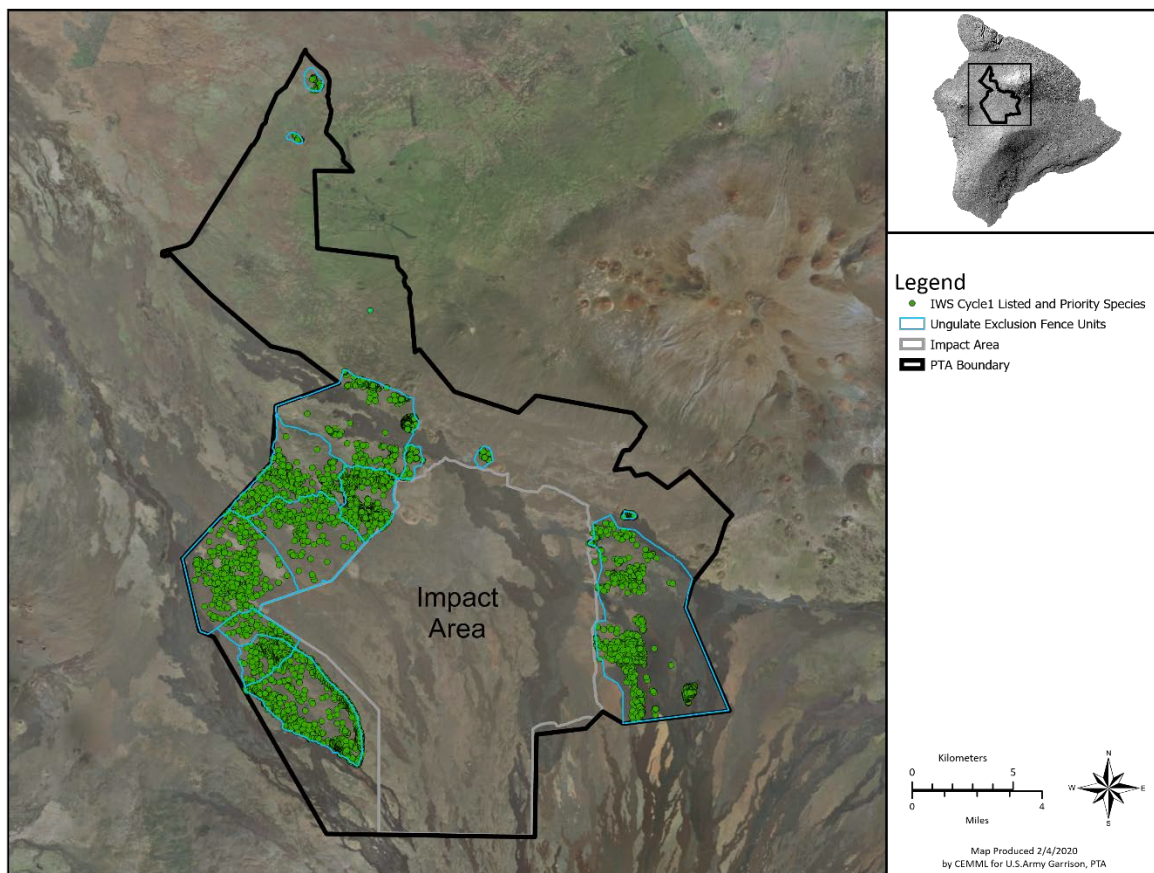 Impact
Area
Legend
IWS Cycle1 Listed and Priority Species
Ungulate Exclusion Fence Units
Impact Area
PTA Boundary
Kilometers
0 5
0 4
Miles
N
W E
S
Map Produced 2/4/2020
by CEMML for U.S.Army Garrison, PTA